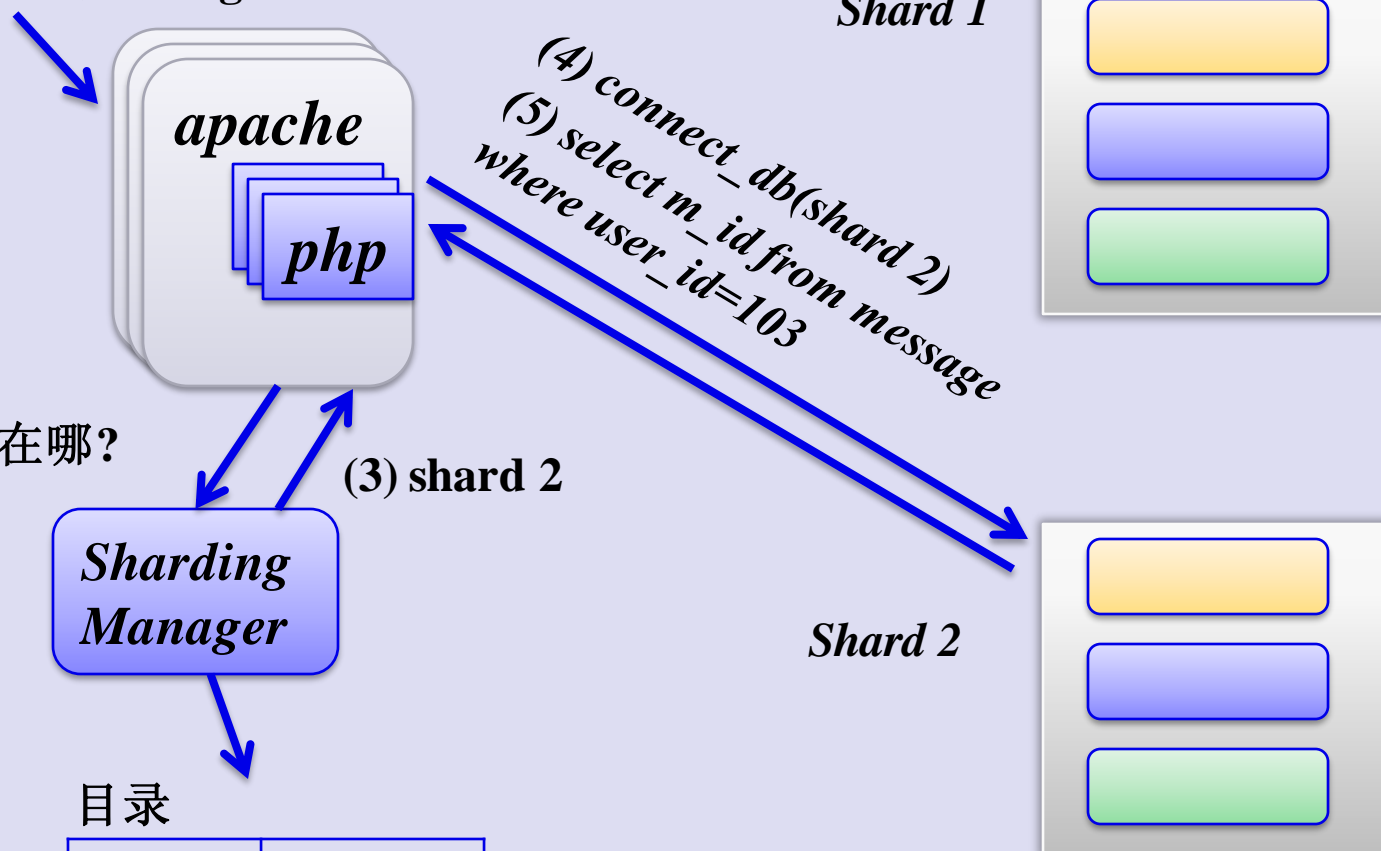 Shard 1
apache
php
(4) connect_db(shard 2)
(5) select m_id from message
where user_id=103
在哪?
(3) shard 2
Sharding
Manager
Shard 2
目录